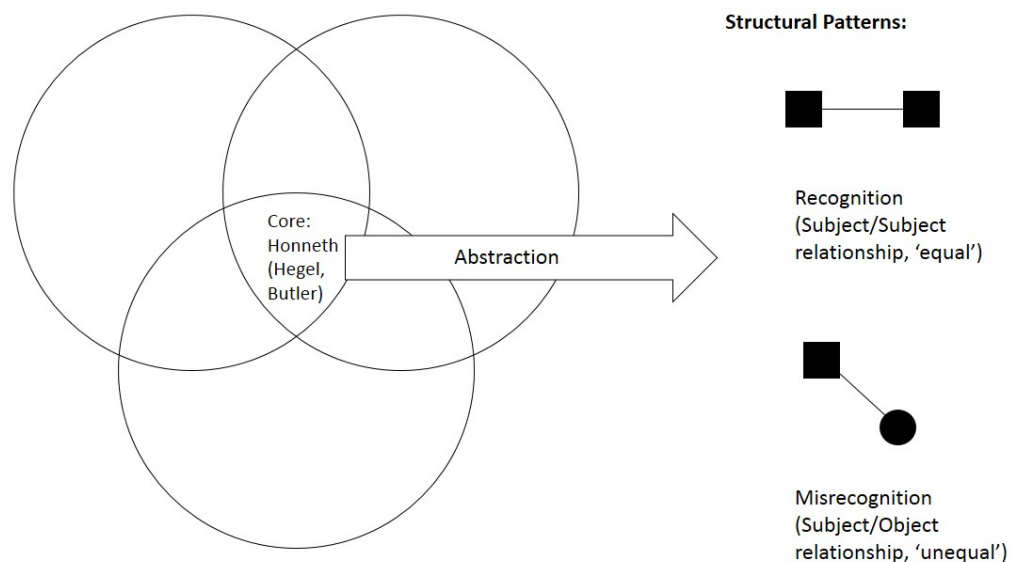 Structural Patterns:
Core:
Honneth
(Hegel,
Butler)
Abstraction
Recognition
(Subject/Subject
relationship, ‘equal’)
Misrecognition
(Subject/Object
relationship, ‘unequal’)